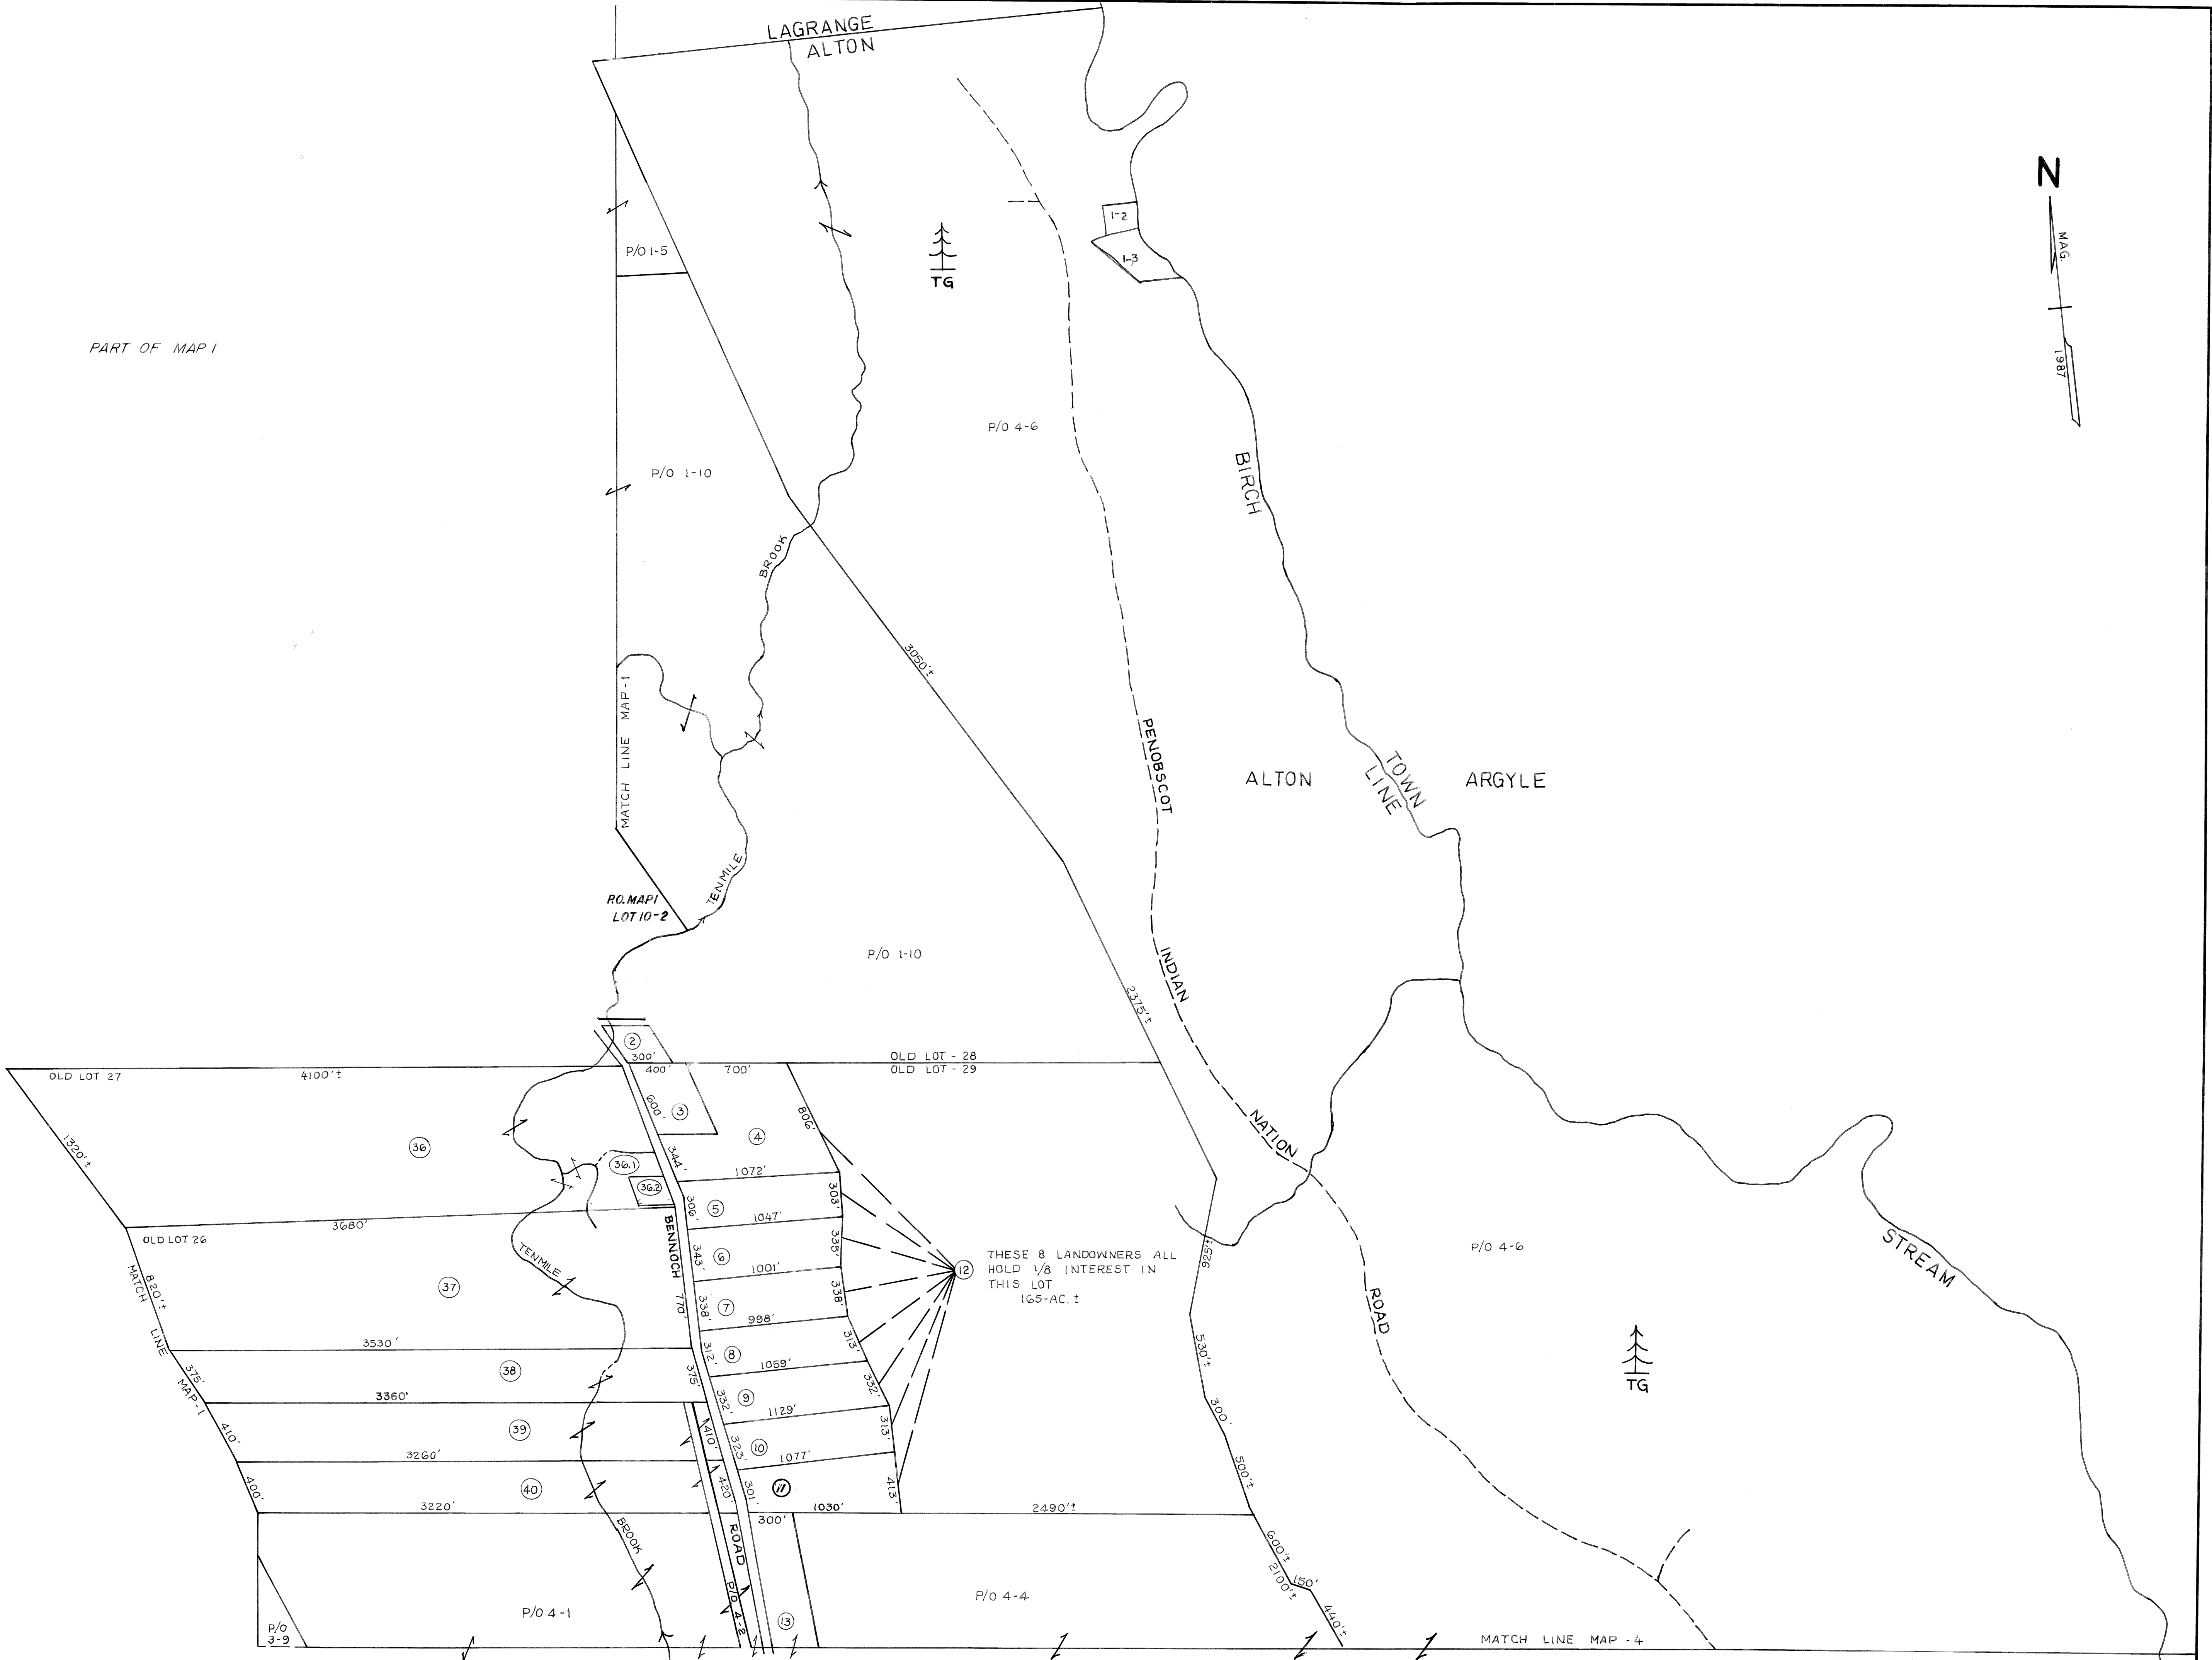 LAGRANGE
ALTON
N
MAG.
1987
1-2
1-3
P/O 1-5
TG
PART OF MAP 1
P/O 4-6
P/O 1-10
BIRCH
BROOK
3050'±
MATCH LINE MAP-1
PENOBSCOT
ALTON
TOWN
LINE
ARGYLE
TENMILE
P.O. MAP 1
LOT 10-2
P/O 1-10
INDIAN
2375'±
2
300'
OLD LOT - 28
OLD LOT 27
4100'±
400'
700'
OLD LOT - 29
600'
3
806'
4
NATION
1320'±
36
36.1
344'
1072'
36.2
303'
306'
5
1047'
3680'
OLD LOT 26
BENNOCH
338'
TENMILE
343'
6
1001'
THESE 8 LANDOWNERS ALL
HOLD 1/8 INTEREST IN
THIS LOT
165-AC. ±
12
925'±
P/O 4-6
STREAM
820'±
MATCH
LINE
MAP-1
37
770'
338'
7
998'
338'
ROAD
313'
530'±
3530'
312'
8
1059'
375'
38
375'
332'
TG
3360'
332'
9
1129'
300'
410'
39
410'
323'
10
1077'
313'
3260'
500'±
400'
40
420'
301'
11
413'
3220'
1030'
2490'±
300'
BROOK
ROAD
600'±
2100'±
150'
P/O 4-1
P/O 4-2
P/O 4-4
440'±
13
P/O
3-9
MATCH LINE MAP - 4